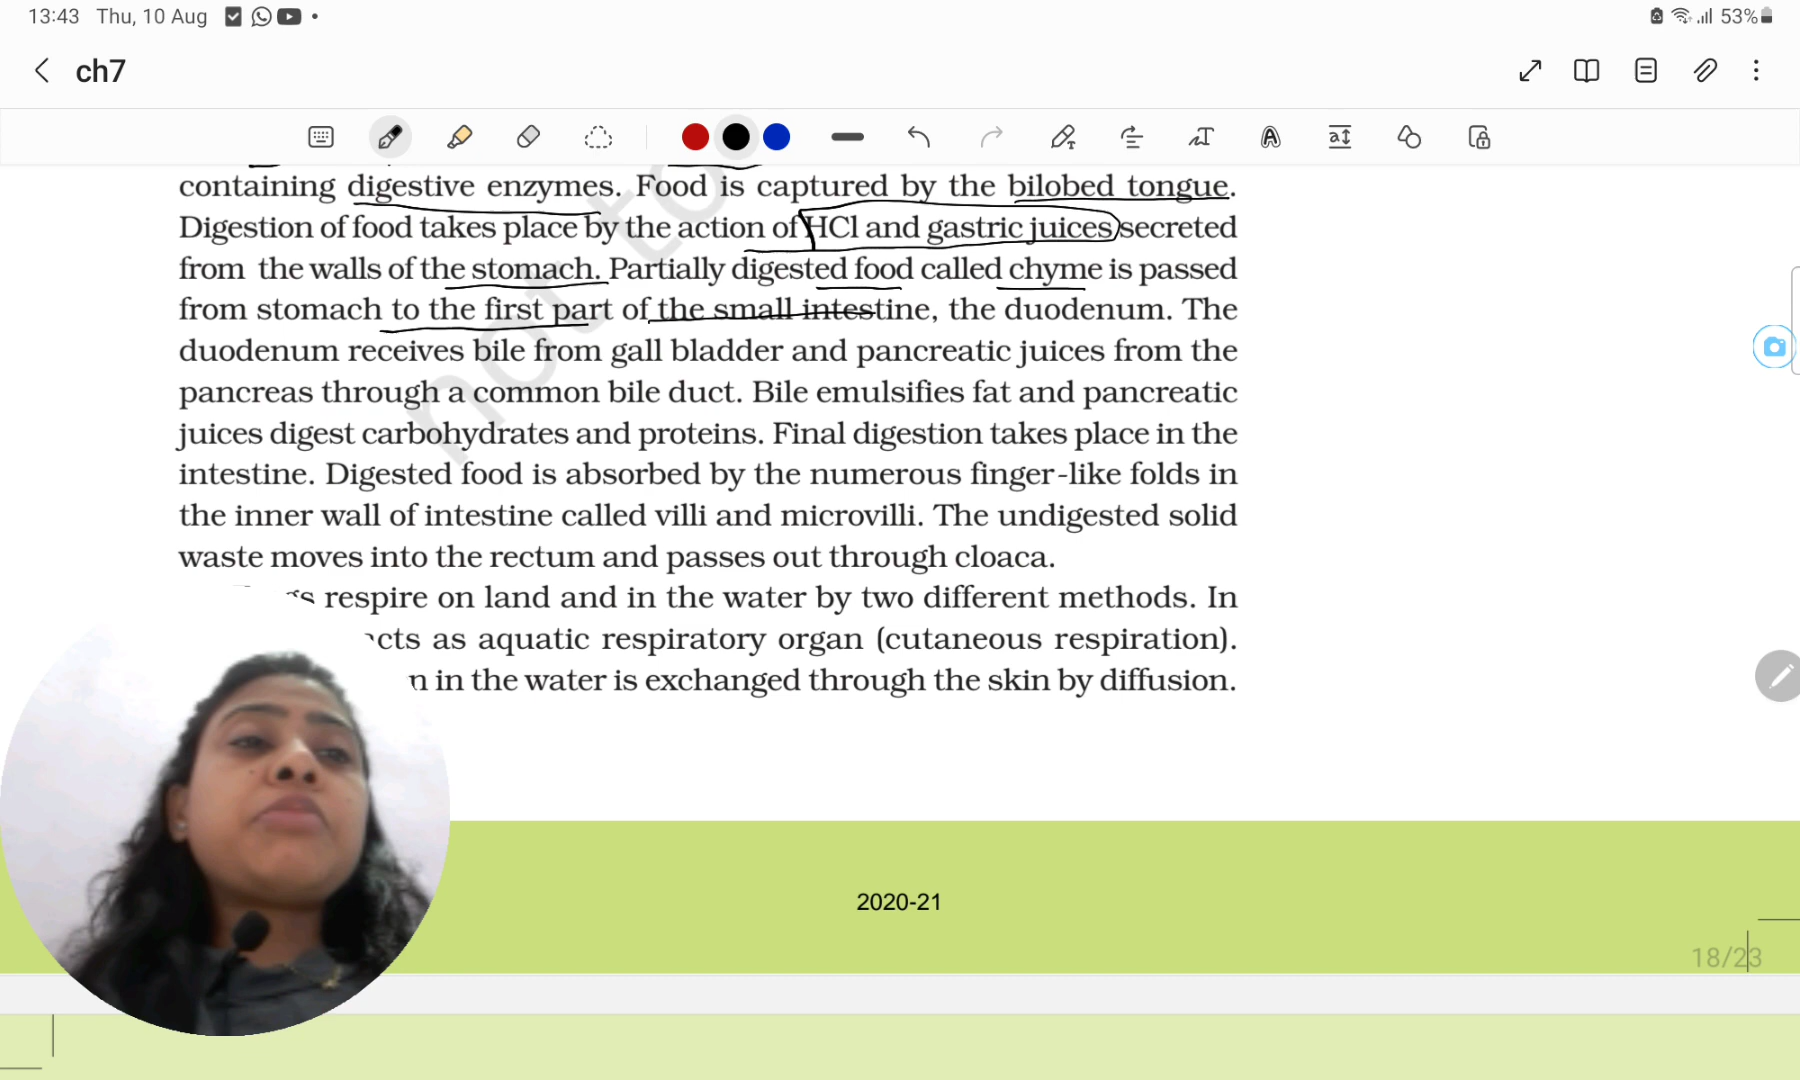 13:43 Thu, 10 Aug
53%
ch7
containing digestive enzymes. Food is captured by the bilobed tongue.
Digestion of food takes place by the action of HCl and gastric juices secreted
from the walls of the stomach. Partially digested food called chyme is passed
from stomach to the first part of the small intestine, the duodenum. The
duodenum receives bile from gall bladder and pancreatic juices from the
pancreas through a common bile duct. Bile emulsifies fat and pancreatic
juices digest carbohydrates and proteins. Final digestion takes place in the
intestine. Digested food is absorbed by the numerous finger-like folds in
the inner wall of intestine called villi and microvilli. The undigested solid
waste moves into the rectum and passes out through cloaca.
respire on land and in the water by two different methods. In
acts as aquatic respiratory organ (cutaneous respiration).
in the water is exchanged through the skin by diffusion.
not to
2020-21
18/23